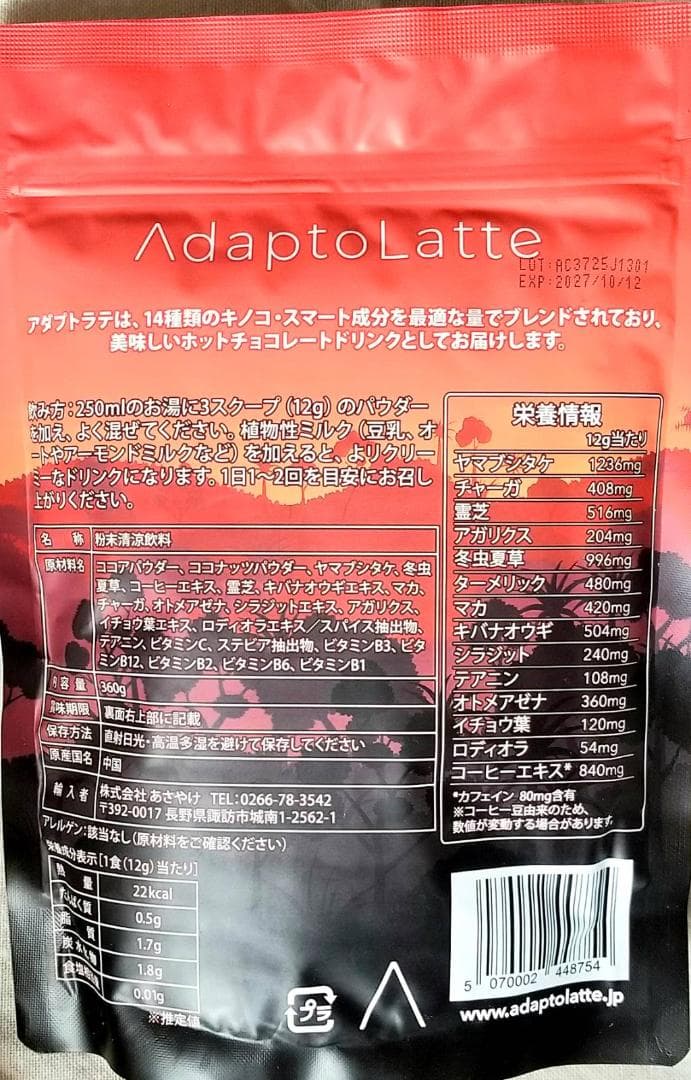 AdaptoLatte
LOT:AC3725J1301
EXP:2027/10/12
アダプトラテは、14種類のキノコ・スマート成分を最適な量でブレンドされており、
美味しいホットチョコレートドリンクとしてお届けします。
飲み方：250mlのお湯に3スクープ（12g）のパウダー
を加え、よく混ぜてください。植物性ミルク（豆乳、オ
ートやアーモンドミルクなど）を加えると、よりクリー
ミーなドリンクになります。1日1〜2回を目安にお召し
上がりください。
名 称 粉末清涼飲料
原材料名 ココアパウダー、ココナッツパウダー、ヤマブシタケ、冬虫
夏草、コーヒーエキス、霊芝、キバナオウギエキス、マカ、
チャーガ、オトメアゼナ、シラジットエキス、アガリクス、
イチョウ葉エキス、ロディオラエキス／スパイス抽出物、
テアニン、ビタミンC、ステビア抽出物、ビタミンB3、ビタ
ミンB12、ビタミンB2、ビタミンB6、ビタミンB1
内容量 360g
賞味期限 裏面右上部に記載
保存方法 直射日光・高温多湿を避けて保存してください
原産国名 中国
輸入者 株式会社 あさやけ TEL：0266-78-3542
〒392-0017 長野県諏訪市城南1-2562-1
アレルゲン：該当なし（原材料をご確認ください）
栄養成分表示［1食（12g）当たり］
熱 量 22kcal
たんぱく質 0.5g
脂 質 1.7g
炭水化物 1.8g
食塩相当量 0.01g
※推定値
栄養情報
12g当たり
ヤマブシタケ 1236mg
チャーガ 408mg
霊芝 516mg
アガリクス 204mg
冬虫夏草 996mg
ターメリック 480mg
マカ 420mg
キバナオウギ 504mg
シラジット 240mg
テアニン 108mg
オトメアゼナ 360mg
イチョウ葉 120mg
ロディオラ 54mg
コーヒーエキス* 840mg
*カフェイン 80mg含有
※コーヒー豆由来のため、
数値が変動する場合があります。
プラ
5 070002 448754
www.adaptolatte.jp